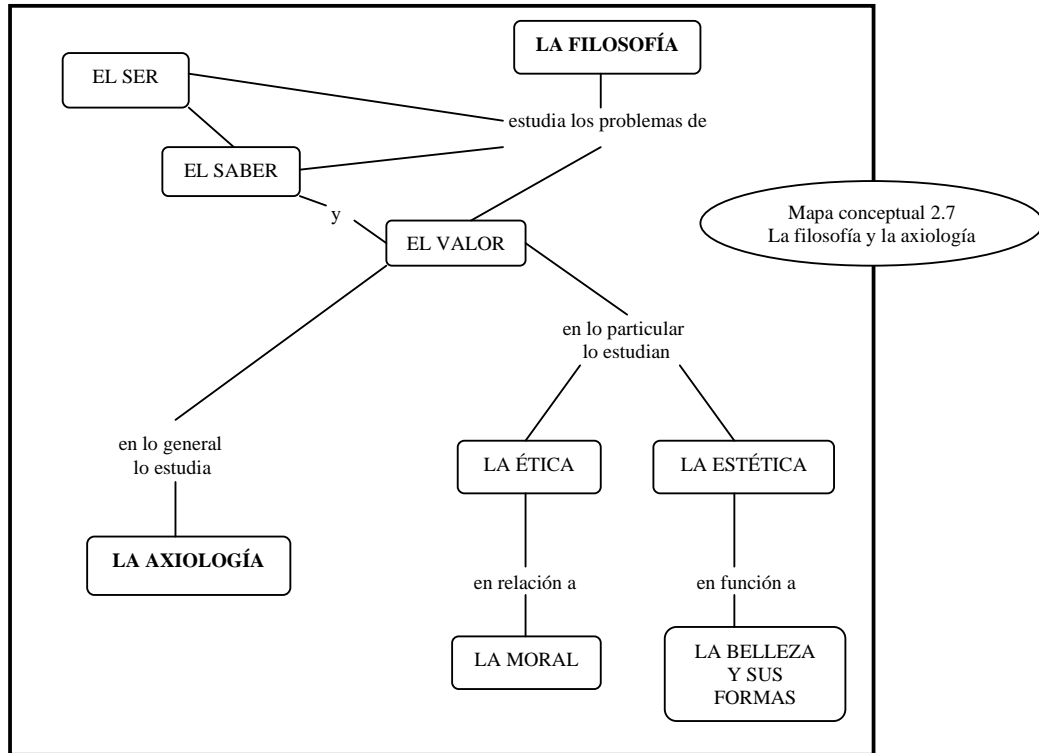 LA FILOSOFÍA
EL SER
estudia los problemas de
EL SABER
y
EL VALOR
Mapa conceptual 2.7
La filosofía y la axiología
en lo particular
lo estudian
en lo general
lo estudia
LA ÉTICA
LA ESTÉTICA
LA AXIOLOGÍA
en relación a
en función a
LA MORAL
LA BELLEZA
Y SUS
FORMAS